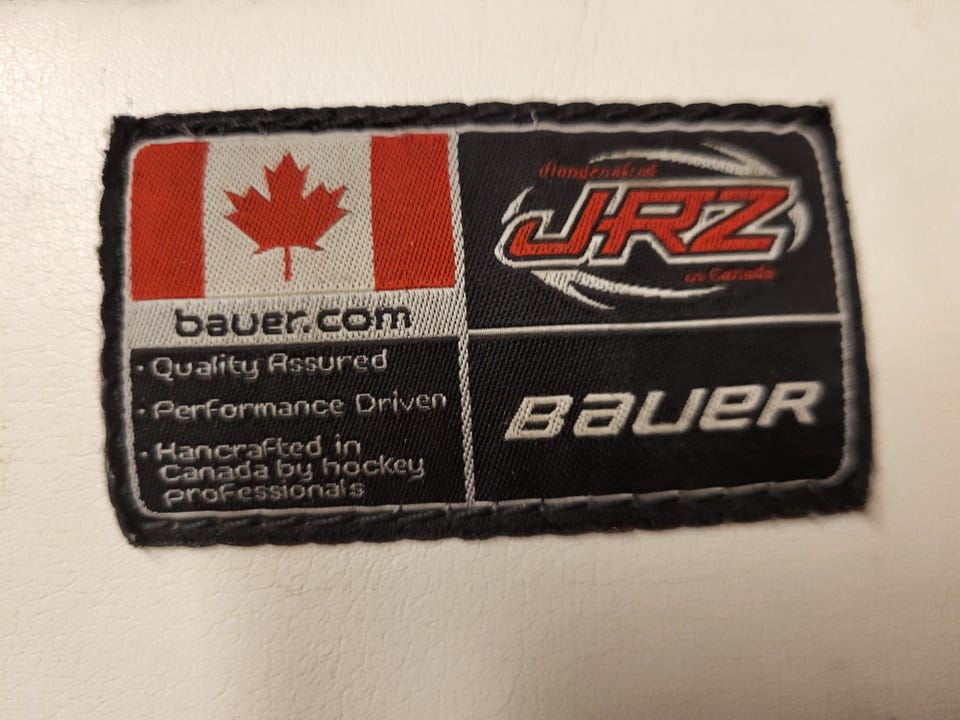 bauer.com
· Quality Assured
· Performance Driven
· Hancrafted in
Canada by hockey
professionals
Handcrafted
JRZ
in Canada
BAUER